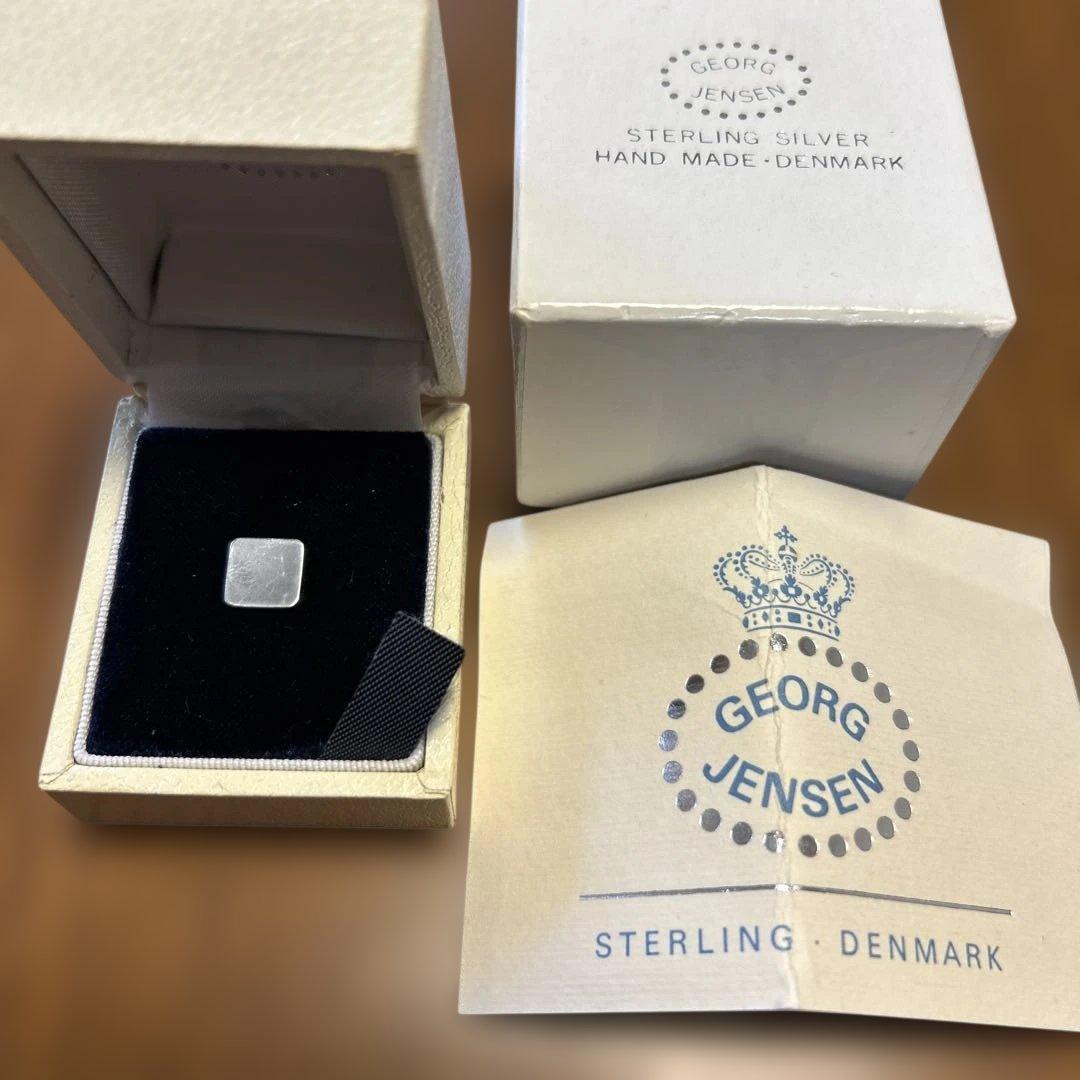 GEORG
JENSEN
STERLING SILVER
HAND MADE·DENMARK
GEORG
JENSEN
STERLING · DENMARK